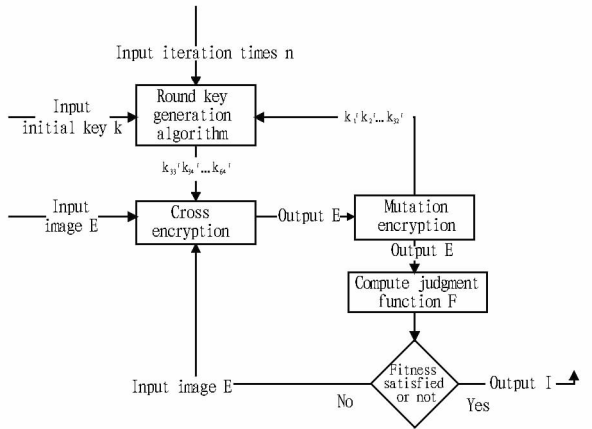 Input iteration times n
Input
initial key k
Round key
generation
algorithm
k₁'k₂'...k₃₂'
k₃₃'k₃₄'...k₆₄'
Input
image E
Cross
encryption
Output E
Mutation
encryption
Output E
Compute judgment
function F
Fitness
satisfied
or not
Input image E
No
Yes
Output I